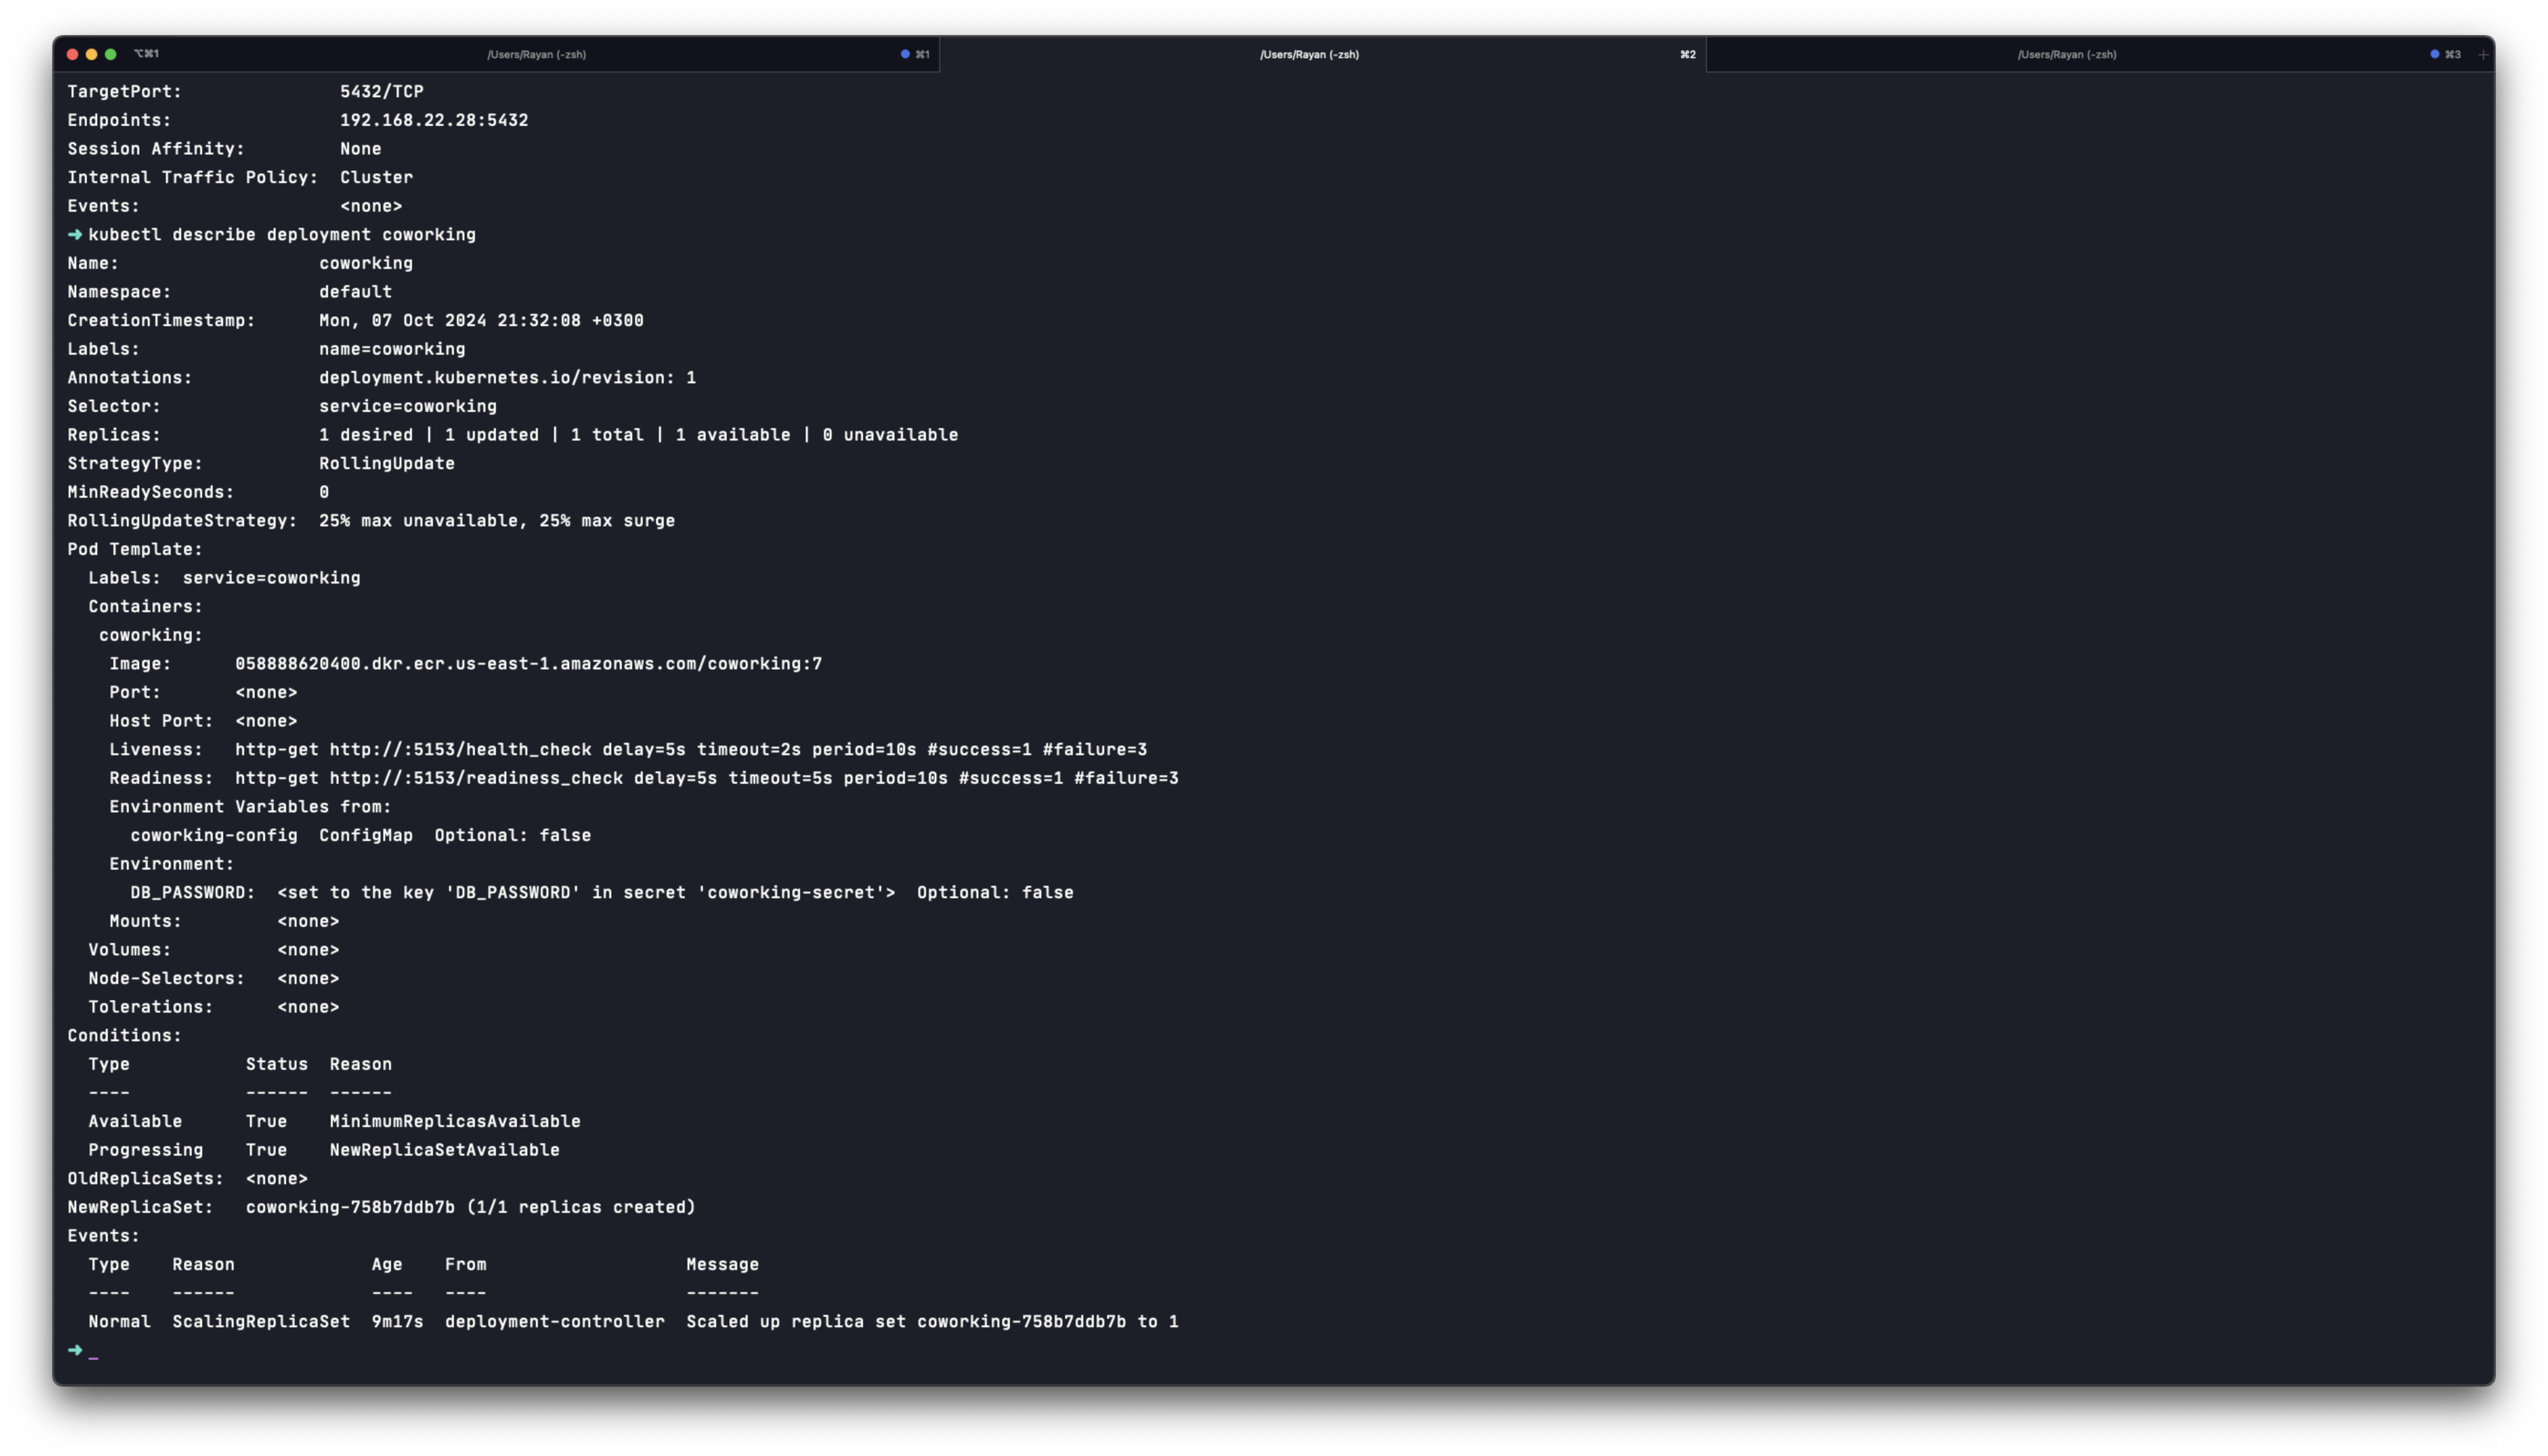 ⌥⌘1 /Users/Rayan (-zsh) ⌘1 /Users/Rayan (-zsh) ⌘2 /Users/Rayan (-zsh) ⌘3 +
TargetPort:               5432/TCP
Endpoints:                192.168.22.28:5432
Session Affinity:         None
Internal Traffic Policy:  Cluster
Events:                   <none>
➜ kubectl describe deployment coworking
Name:                   coworking
Namespace:              default
CreationTimestamp:      Mon, 07 Oct 2024 21:32:08 +0300
Labels:                 name=coworking
Annotations:            deployment.kubernetes.io/revision: 1
Selector:               service=coworking
Replicas:               1 desired | 1 updated | 1 total | 1 available | 0 unavailable
StrategyType:           RollingUpdate
MinReadySeconds:        0
RollingUpdateStrategy:  25% max unavailable, 25% max surge
Pod Template:
  Labels:  service=coworking
  Containers:
   coworking:
    Image:      058888620400.dkr.ecr.us-east-1.amazonaws.com/coworking:7
    Port:       <none>
    Host Port:  <none>
    Liveness:   http-get http://:5153/health_check delay=5s timeout=2s period=10s #success=1 #failure=3
    Readiness:  http-get http://:5153/readiness_check delay=5s timeout=5s period=10s #success=1 #failure=3
    Environment Variables from:
      coworking-config  ConfigMap  Optional: false
    Environment:
      DB_PASSWORD:  <set to the key 'DB_PASSWORD' in secret 'coworking-secret'>  Optional: false
    Mounts:         <none>
  Volumes:          <none>
  Node-Selectors:   <none>
  Tolerations:      <none>
Conditions:
  Type           Status  Reason
  ----           ------  ------
  Available      True    MinimumReplicasAvailable
  Progressing    True    NewReplicaSetAvailable
OldReplicaSets:  <none>
NewReplicaSet:   coworking-758b7ddb7b (1/1 replicas created)
Events:
  Type    Reason             Age    From                   Message
  ----    ------             ----   ----                   -------
  Normal  ScalingReplicaSet  9m17s  deployment-controller  Scaled up replica set coworking-758b7ddb7b to 1
➜ _